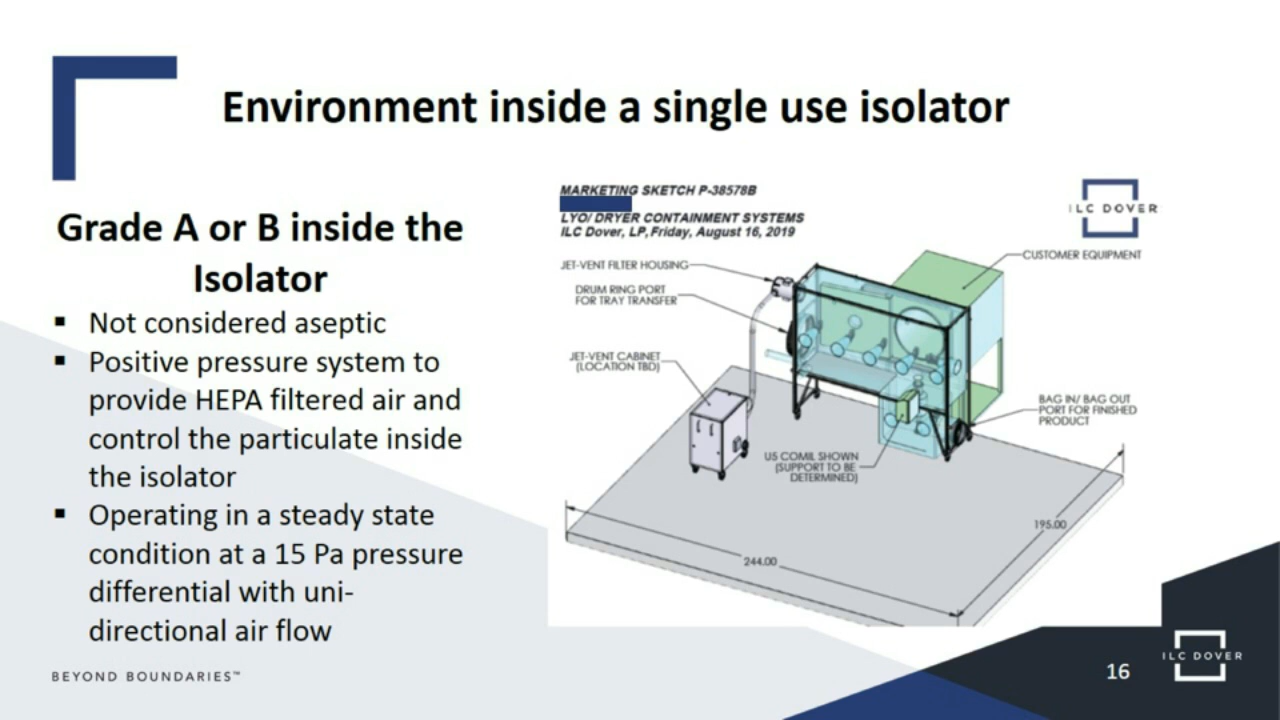 Environment inside a single use isolator
Grade A or B inside the
Isolator
▪ Not considered aseptic
▪ Positive pressure system to
provide HEPA filtered air and
control the particulate inside
the isolator
▪ Operating in a steady state
condition at a 15 Pa pressure
differential with uni-
directional air flow
MARKETING SKETCH P-38578B
LYO/ DRYER CONTAINMENT SYSTEMS
ILC Dover, LP, Friday, August 16, 2019
ILC DOVER
JET-VENT FILTER HOUSING
CUSTOMER EQUIPMENT
DRUM RING PORT
FOR TRAY TRANSFER
JET-VENT CABINET
(LOCATION TBD)
BAG IN/ BAG OUT
PORT FOR FINISHED
PRODUCT
U5 COMIL SHOWN
(SUPPORT TO BE
DETERMINED)
195.00
244.00
BEYOND BOUNDARIES™
16
ILC DOVER